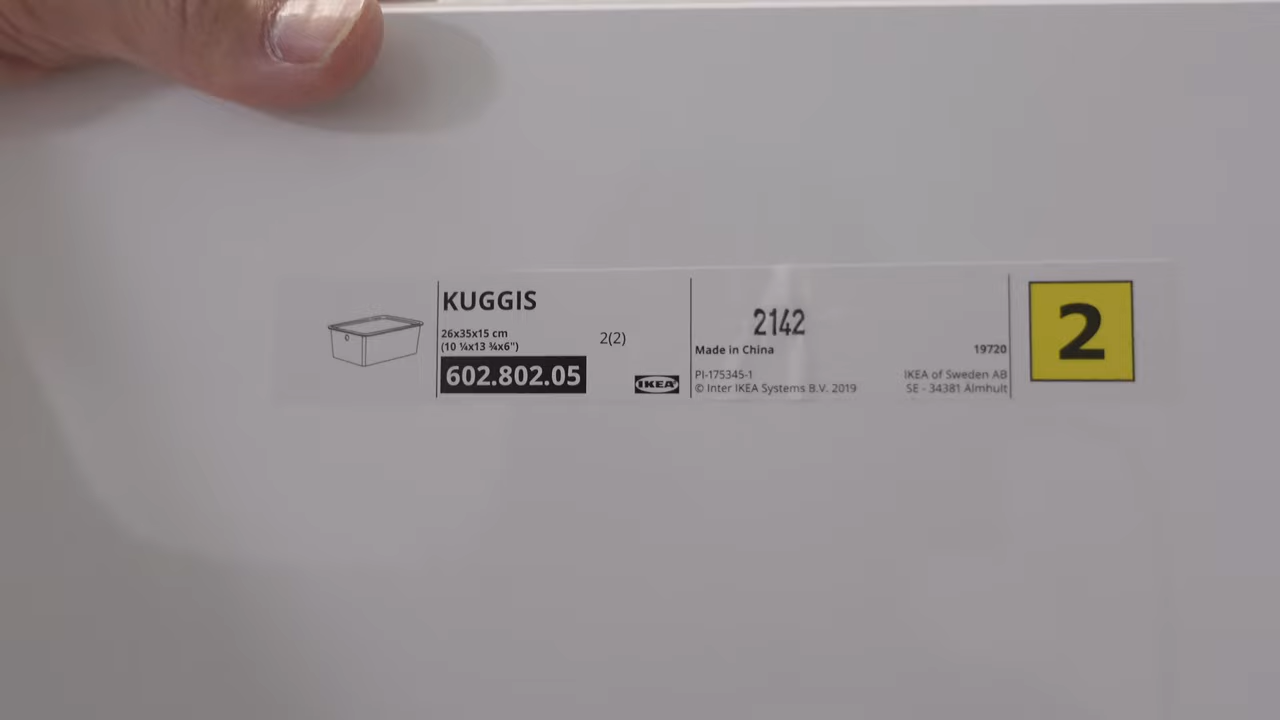 KUGGIS
26x35x15 cm
(10 ¼x13 ¾x6")
2(2)
602.802.05
IKEA
2142
Made in China
19720
PI-175345-1
© Inter IKEA Systems B.V. 2019
IKEA of Sweden AB
SE - 34381 Älmhult
2